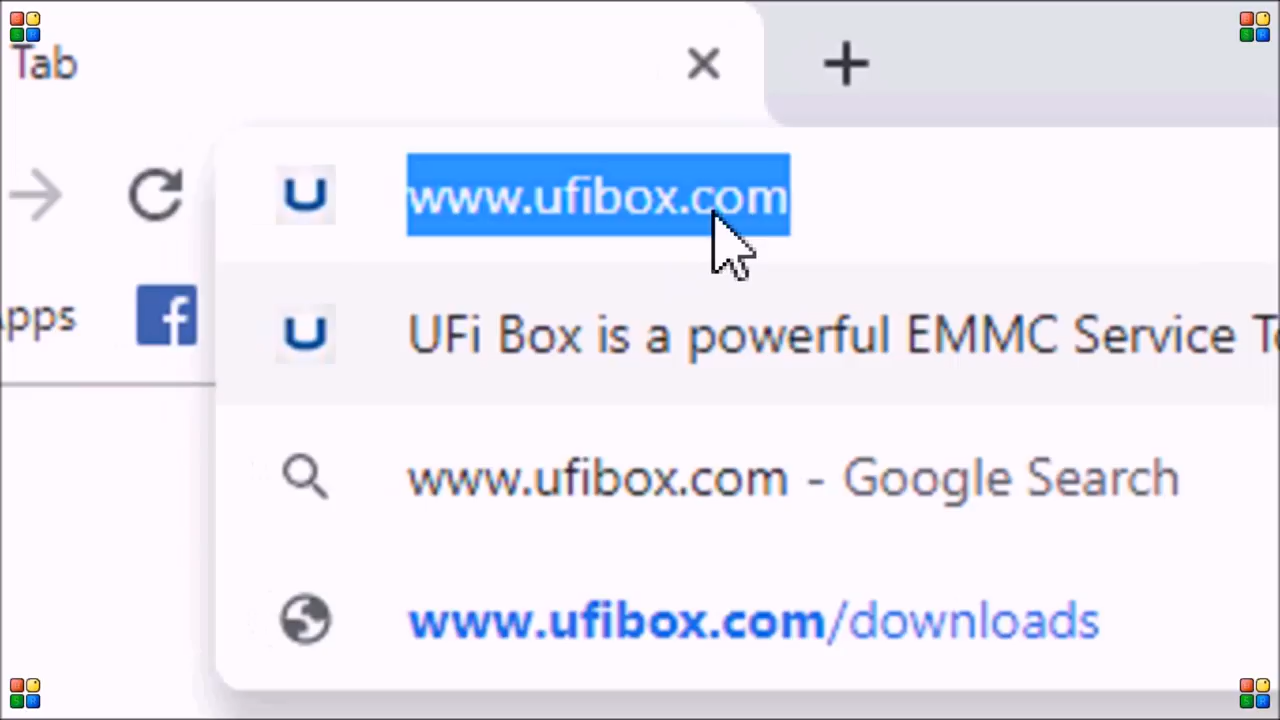 Tab
www.ufibox.com
Apps
UFi Box is a powerful EMMC Service
www.ufibox.com - Google Search
www.ufibox.com/downloads